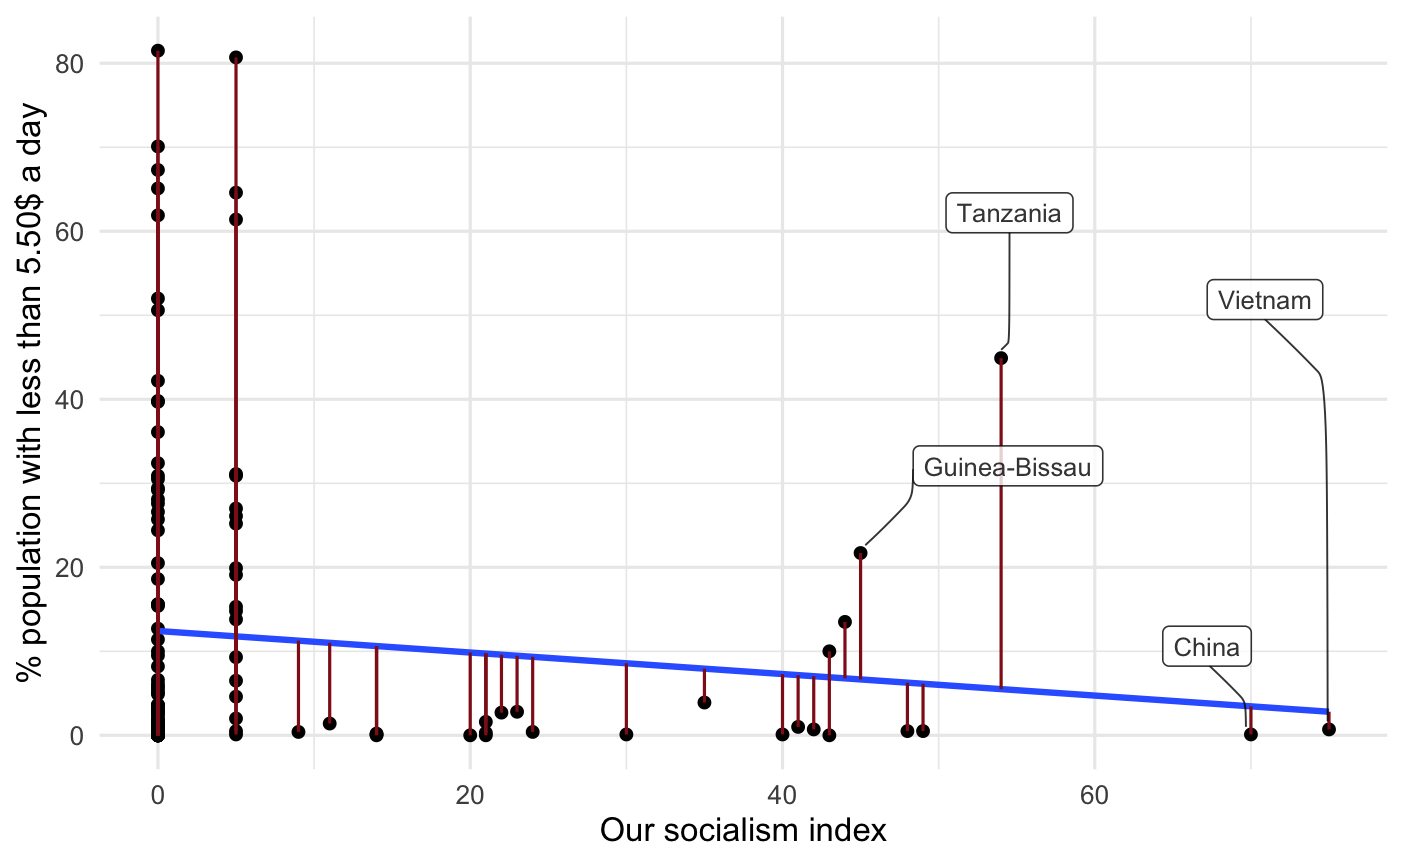 % population with less than 5.50$ a day
80
60
40
20
0
Tanzania
Vietnam
Guinea-Bissau
China
0 20 40 60
Our socialism index